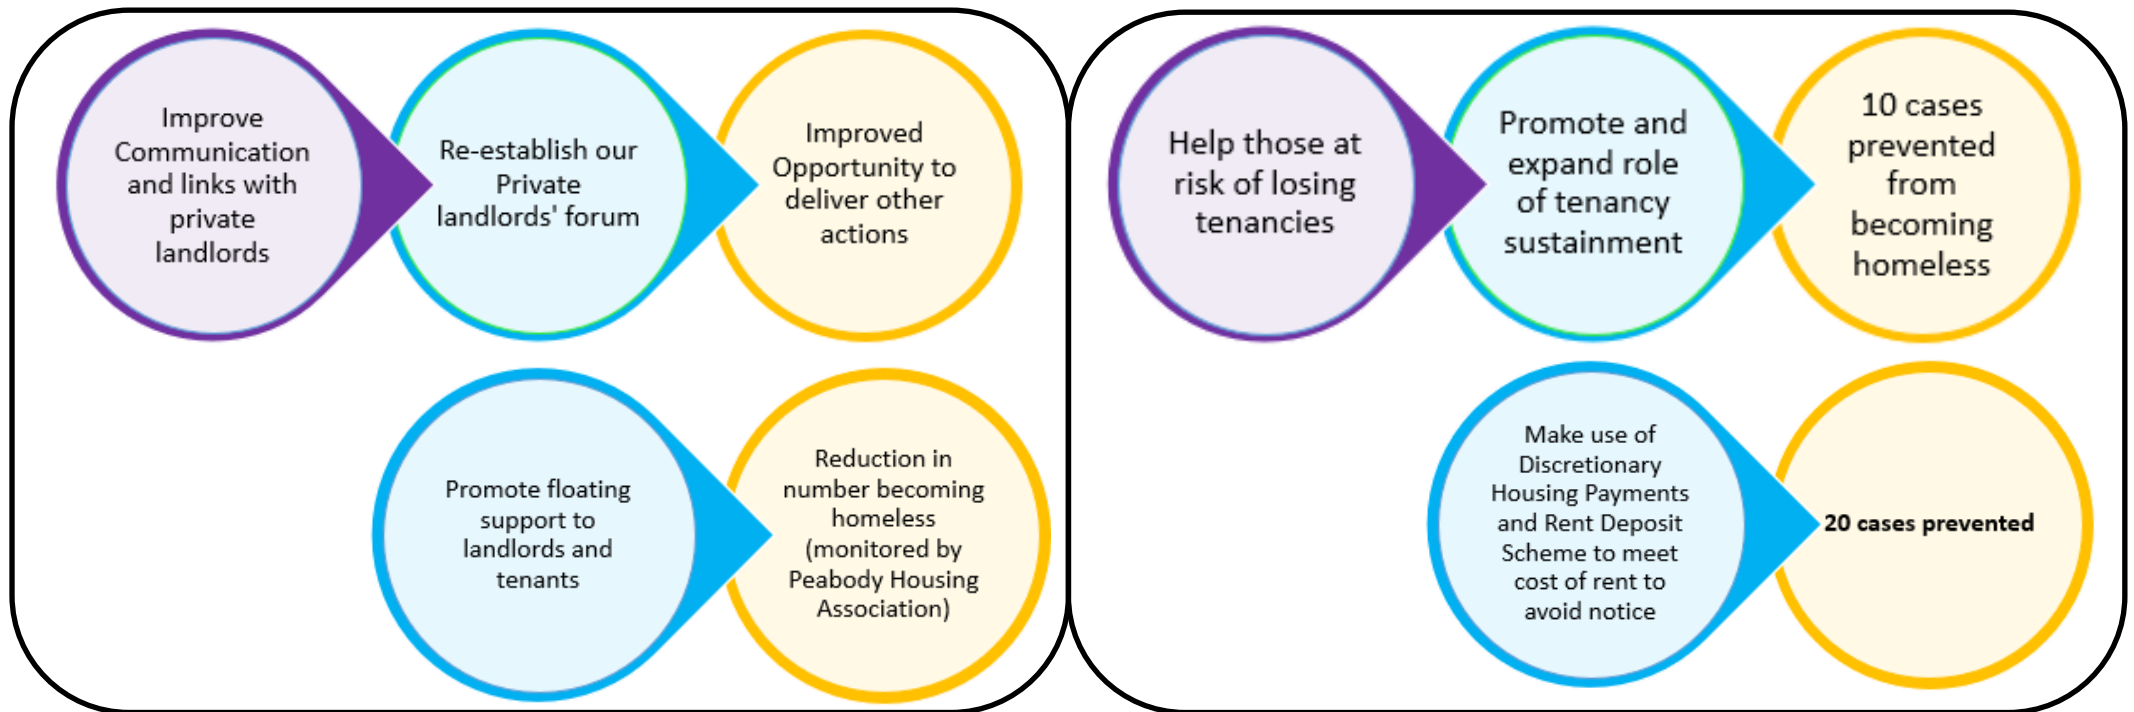 Improve
Communication
and links with
private
landlords
Re-establish our
Private
landlords' forum
Improved
Opportunity to
deliver other
actions
Promote floating
support to
landlords and
tenants
Reduction in
number becoming
homeless
(monitored by
Peabody Housing
Association)
Help those at
risk of losing
tenancies
Promote and
expand role
of tenancy
sustainment
10 cases
prevented
from
becoming
homeless
Make use of
Discretionary
Housing Payments
and Rent Deposit
Scheme to meet
cost of rent to
avoid notice
20 cases prevented